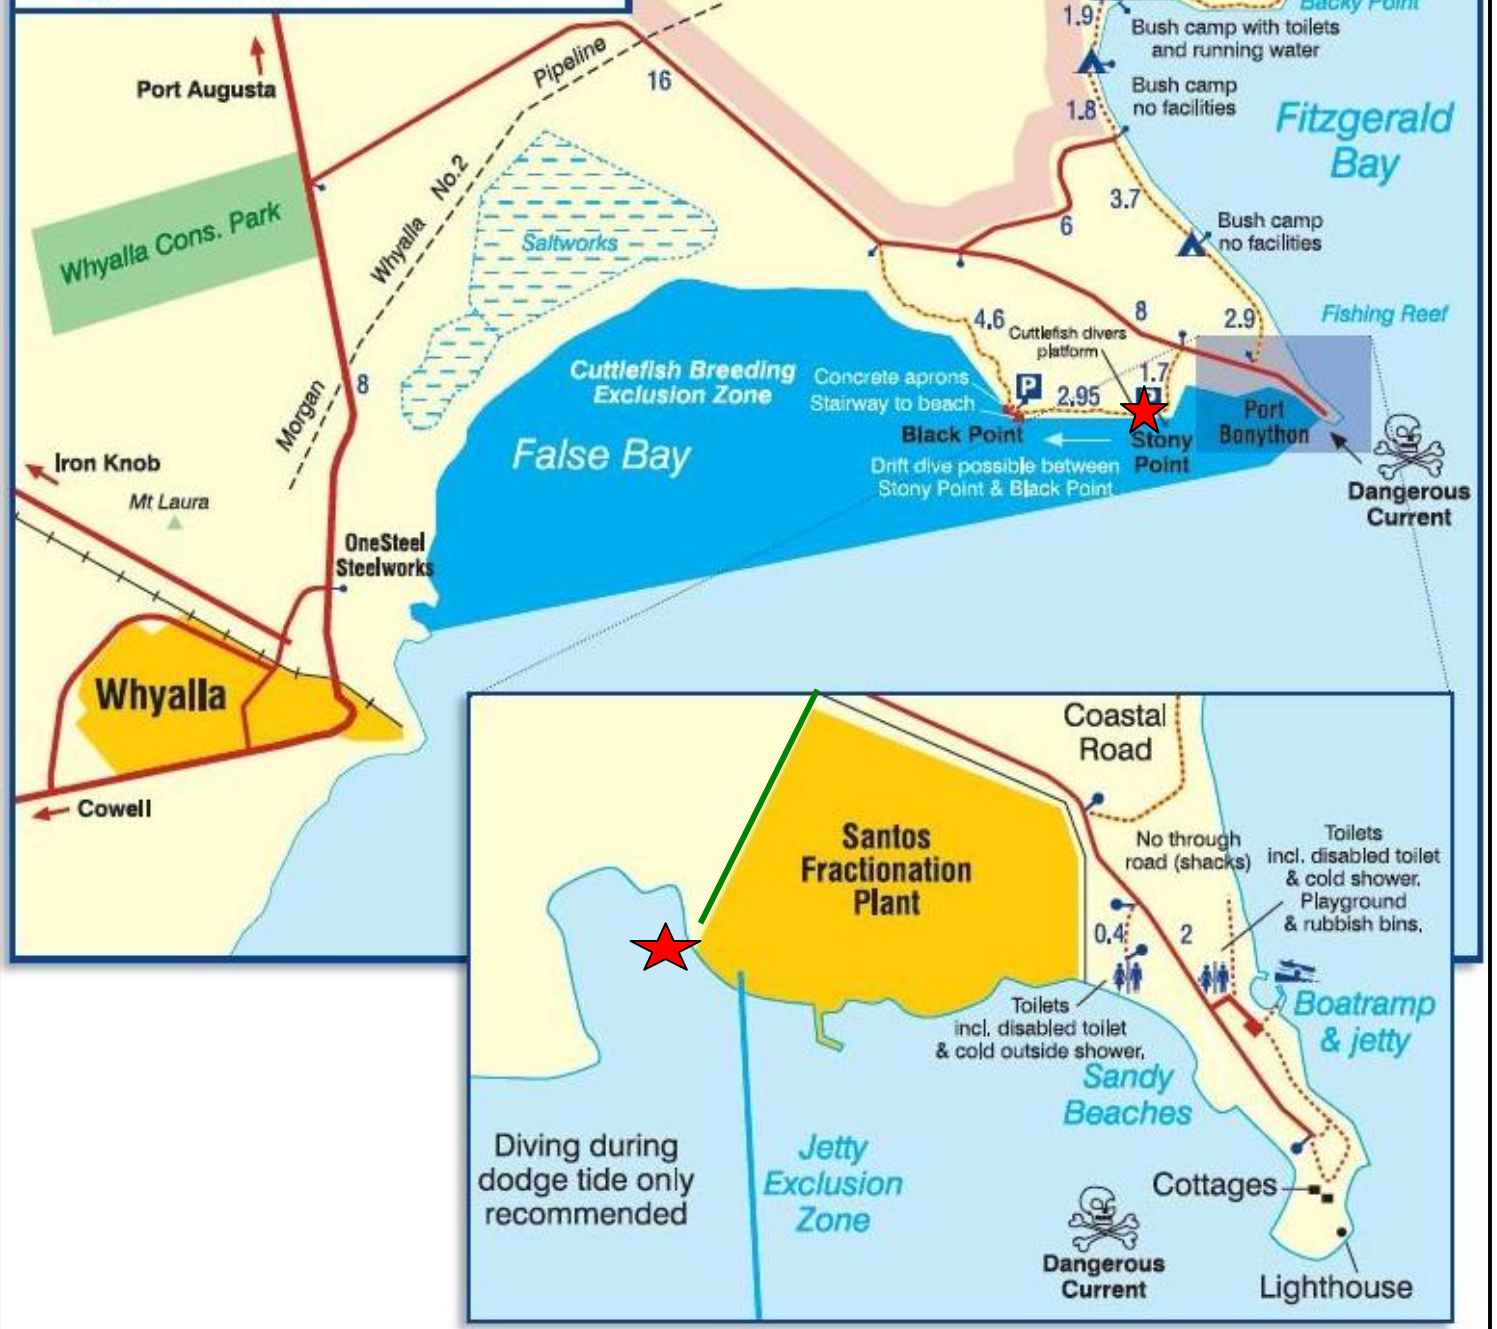 Backy Point
1.9
Bush camp with toilets
and running water
Bush camp
no facilities
1.8
Fitzgerald
Bay
Port Augusta
Pipeline
16
No.2
Whyalla
Morgan
Whyalla Cons. Park
Saltworks
3.7
6
Bush camp
no facilities
4.6
8
2.9
Fishing Reef
Cuttlefish divers
platform
1.7
Cuttlefish Breeding
Exclusion Zone
Concrete aprons
Stairway to beach
P
2.95
Port
Bonython
Black Point
Stony
Point
False Bay
Drift dive possible between
Stony Point & Black Point
Dangerous
Current
8
Iron Knob
Mt Laura
OneSteel
Steelworks
Whyalla
Cowell
Coastal
Road
Santos
Fractionation
Plant
No through
road (shacks)
Toilets
incl. disabled toilet
& cold shower.
Playground
& rubbish bins.
0.4
2
Toilets
incl. disabled toilet
& cold outside shower.
Boatramp
& jetty
Sandy
Beaches
Diving during
dodge tide only
recommended
Jetty
Exclusion
Zone
Cottages
Dangerous
Current
Lighthouse